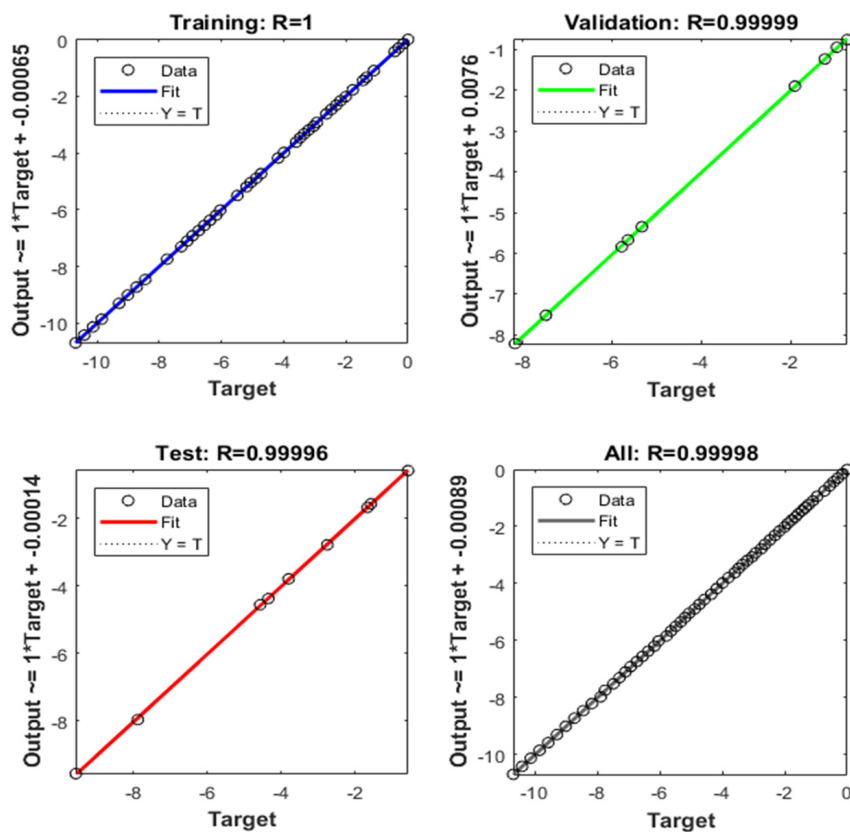 Training: R=1
Output ~= 1*Target + -0.00065
0
-2
-4
-6
-8
-10
Data
Fit
Y = T
-10
-8
-6
-4
-2
0
Target
Validation: R=0.99999
Output ~= 1*Target + 0.0076
-1
-2
-3
-4
-5
-6
-7
-8
Data
Fit
Y = T
-8
-6
-4
-2
Target
Test: R=0.99996
Output ~= 1*Target + -0.00014
-2
-4
-6
-8
Data
Fit
Y = T
-8
-6
-4
-2
Target
All: R=0.99998
Output ~= 1*Target + -0.00089
0
-2
-4
-6
-8
-10
Data
Fit
Y = T
-10
-8
-6
-4
-2
0
Target